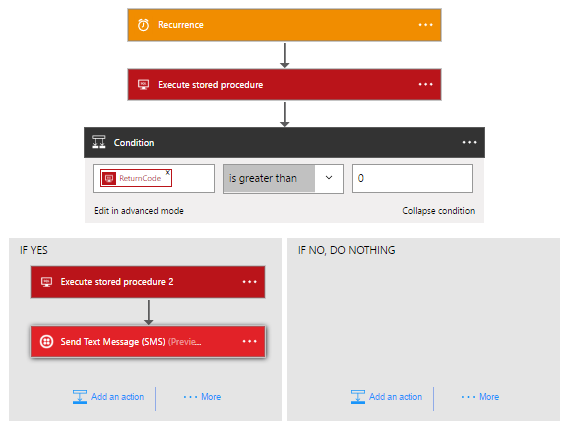 Recurrence
...
Execute stored procedure
...
Condition
...
ReturnCode x
is greater than
0
Edit in advanced mode
Collapse condition
IF YES
IF NO, DO NOTHING
Execute stored procedure 2
...
Send Text Message (SMS) (Previe...
...
Add an action
... More
Add an action
... More